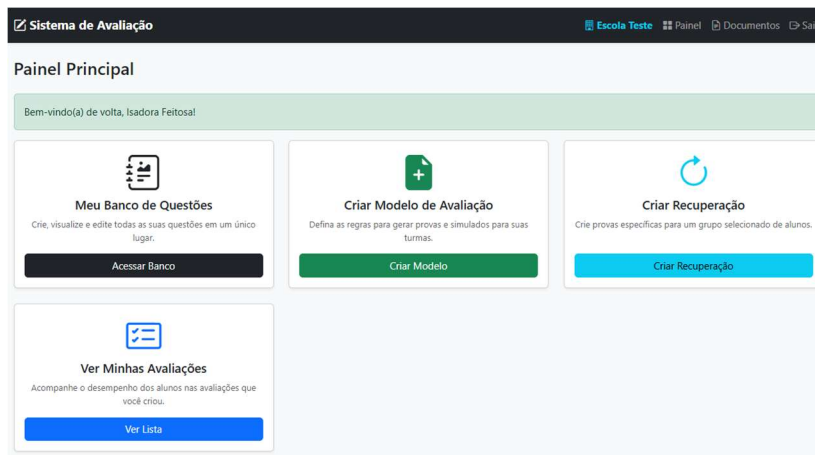 Sistema de Avaliação
Escola Teste Painel Documentos Sai
Painel Principal
Bem-vindo(a) de volta, Isadora Feitosa!
Meu Banco de Questões
Crie, visualize e edite todas as suas questões em um único
lugar.
Acessar Banco
Criar Modelo de Avaliação
Defina as regras para gerar provas e simulados para suas
turmas.
Criar Modelo
Criar Recuperação
Crie provas específicas para um grupo selecionado de alunos.
Criar Recuperação
Ver Minhas Avaliações
Acompanhe o desempenho dos alunos nas avaliações que
você criou.
Ver Lista